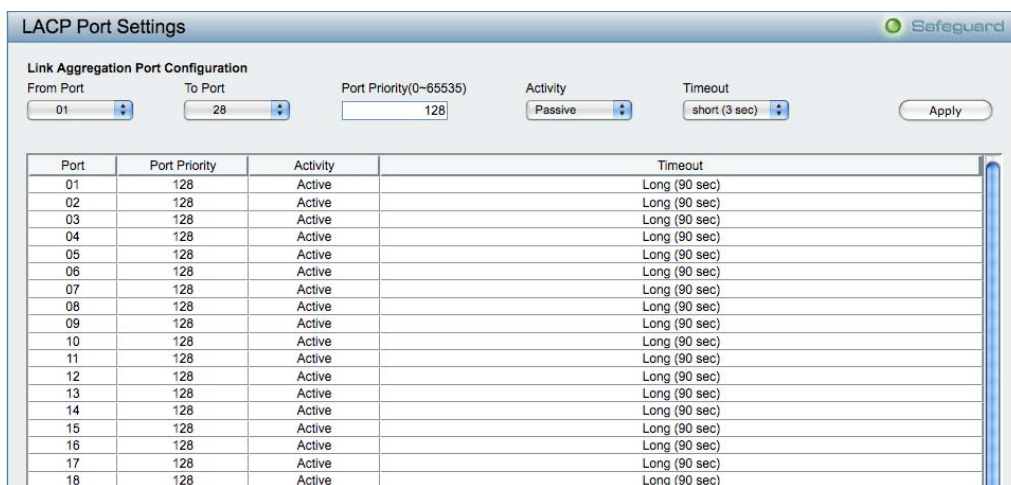 LACP Port Settings
Safeguard
Link Aggregation Port Configuration
From Port To Port Port Priority(0~65535) Activity Timeout
01 28 128 Passive short (3 sec) Apply
Port Port Priority Activity Timeout
01 128 Active Long (90 sec)
02 128 Active Long (90 sec)
03 128 Active Long (90 sec)
04 128 Active Long (90 sec)
05 128 Active Long (90 sec)
06 128 Active Long (90 sec)
07 128 Active Long (90 sec)
08 128 Active Long (90 sec)
09 128 Active Long (90 sec)
10 128 Active Long (90 sec)
11 128 Active Long (90 sec)
12 128 Active Long (90 sec)
13 128 Active Long (90 sec)
14 128 Active Long (90 sec)
15 128 Active Long (90 sec)
16 128 Active Long (90 sec)
17 128 Active Long (90 sec)
18 128 Active Long (90 sec)